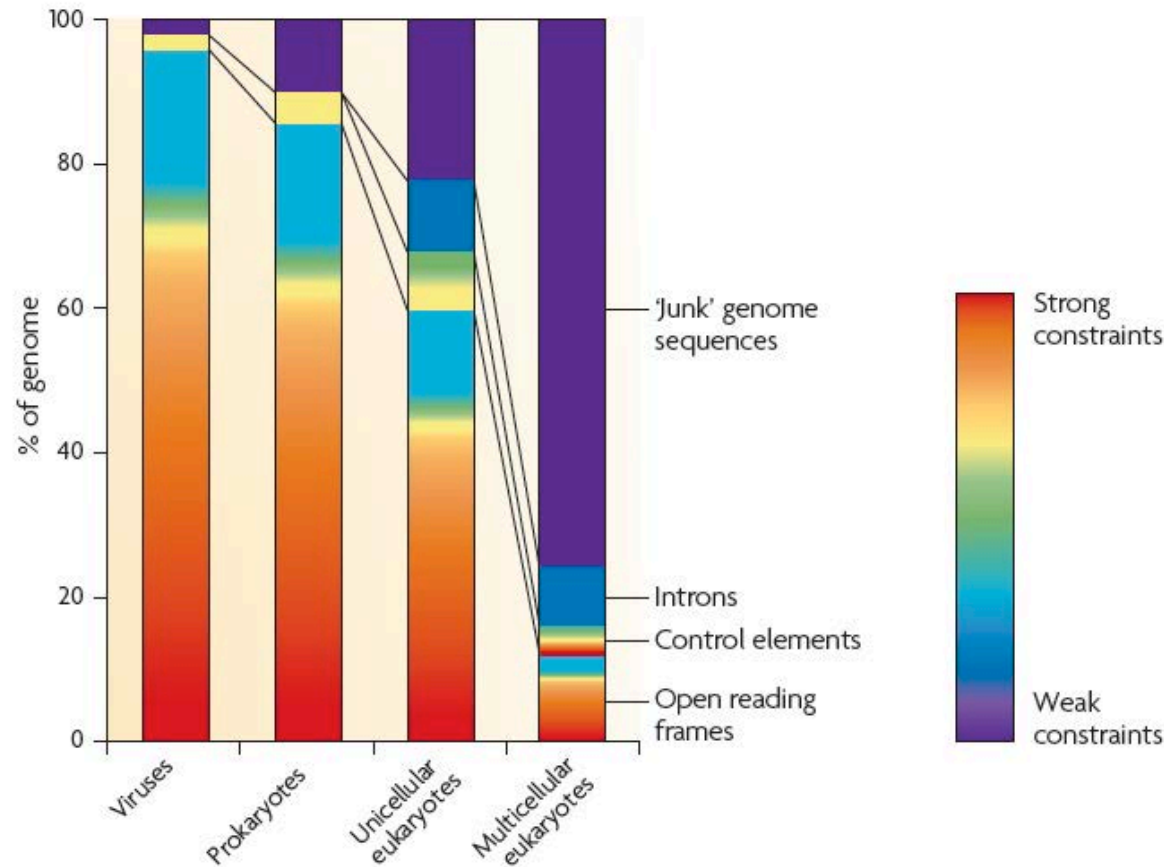 100
80
60
40
20
0
% of genome
Viruses
Prokaryotes
Unicellular
eukaryotes
Multicellular
eukaryotes
'Junk' genome
sequences
Introns
Control elements
Open reading
frames
Strong
constraints
Weak
constraints